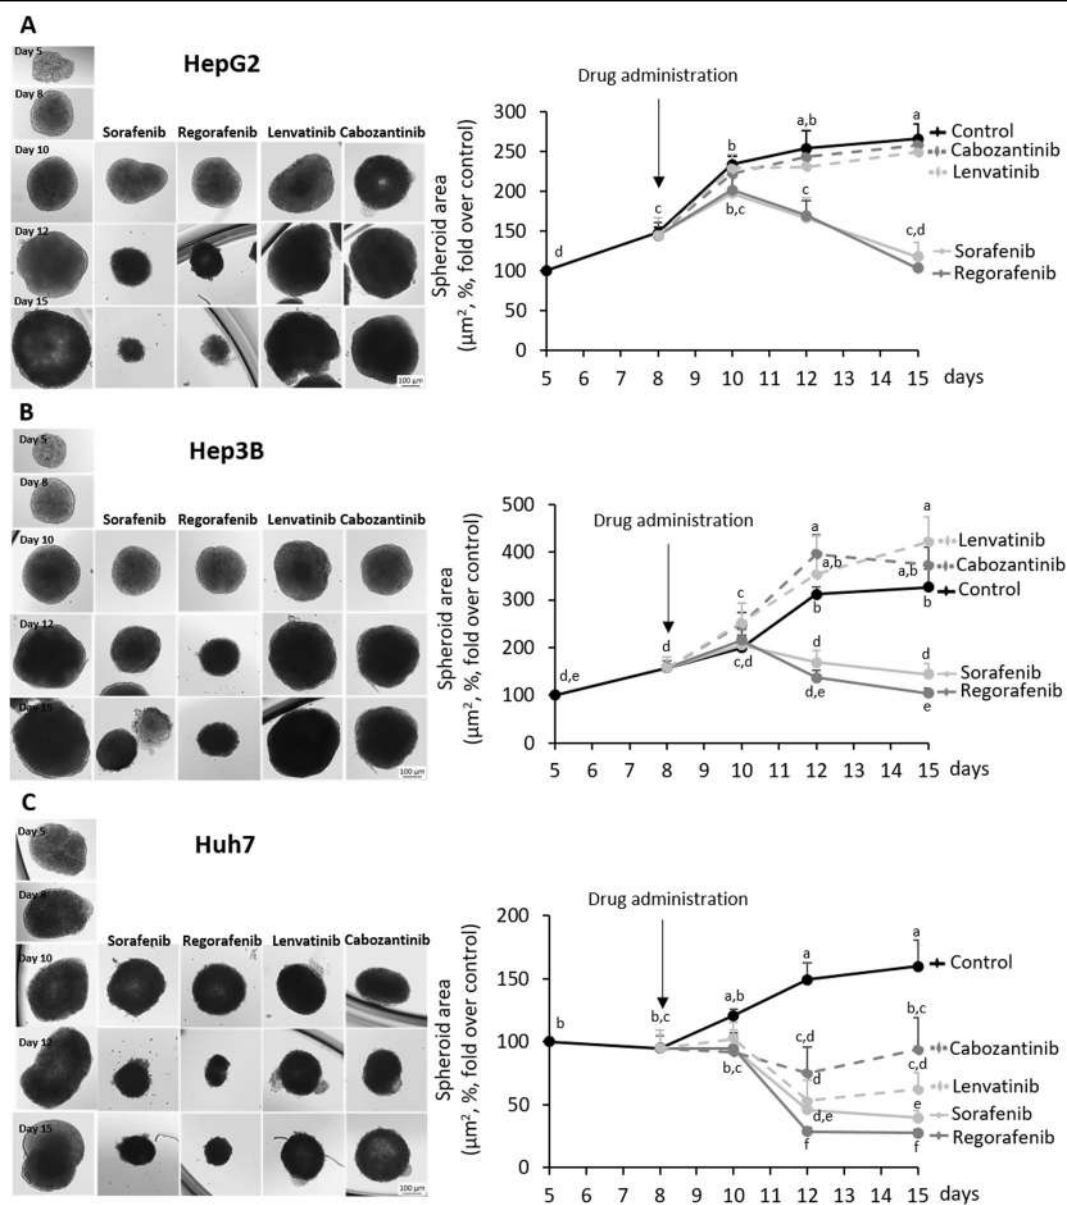 A
HepG2
Day 5
Day 8
Sorafenib Regorafenib Lenvatinib Cabozantinib
Day 10
Day 12
Day 15
100 µm
Drug administration
Spheroid area
(µm², %, fold over control)
300
250
200
150
100
50
0
d
c
b
b,c
a,b
c
a
c,d
Control
Cabozantinib
Lenvatinib
Sorafenib
Regorafenib
5 6 7 8 9 10 11 12 13 14 15 days
B
Hep3B
Day 5
Day 8
Sorafenib Regorafenib Lenvatinib Cabozantinib
Day 10
Day 12
Day 15
100 µm
Drug administration
Spheroid area
(µm², %, fold over control)
500
400
300
200
100
0
d,e
d
c
c,d
a
a,b
b
d
d,e
a
a,b
b
d
e
Lenvatinib
Cabozantinib
Control
Sorafenib
Regorafenib
5 6 7 8 9 10 11 12 13 14 15 days
C
Huh7
Day 5
Day 8
Sorafenib Regorafenib Lenvatinib Cabozantinib
Day 10
Day 12
Day 15
100 µm
Drug administration
Spheroid area
(µm², %, fold over control)
200
150
100
50
0
b
b,c
a,b
b,c
a
c,d
d
d,e
f
a
b,c
c,d
e
f
Control
Cabozantinib
Lenvatinib
Sorafenib
Regorafenib
5 6 7 8 9 10 11 12 13 14 15 days